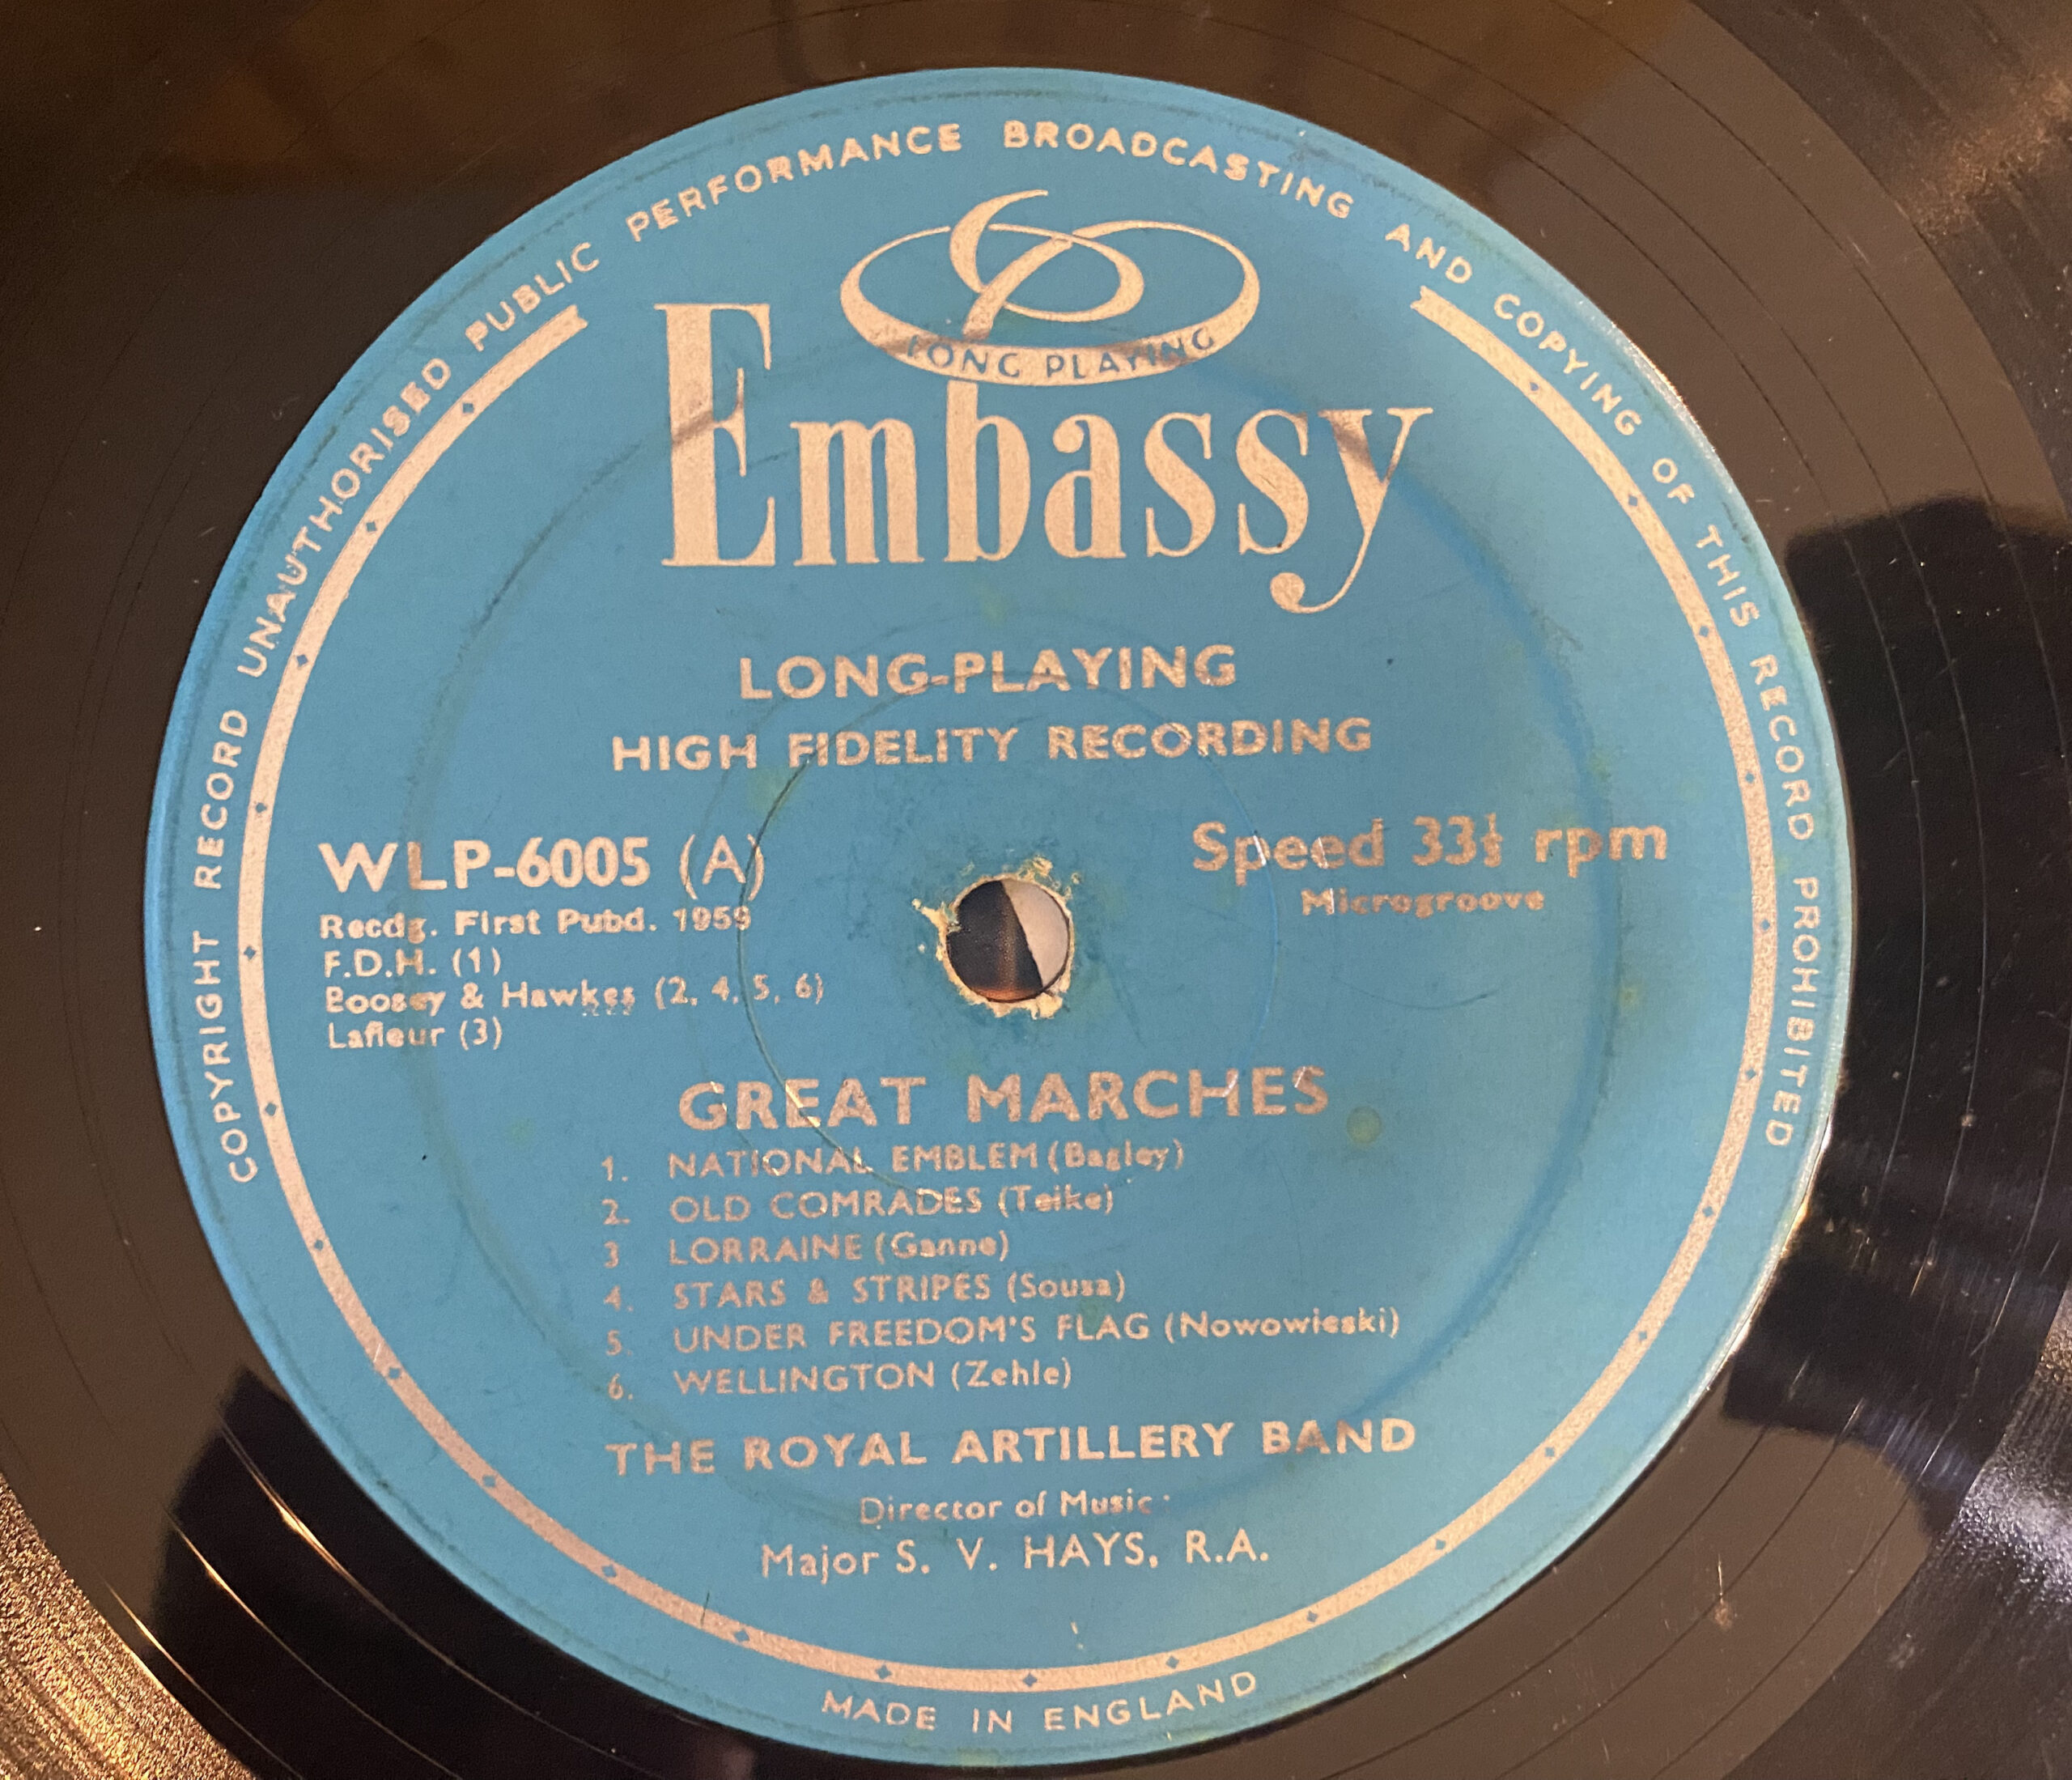 COPYRIGHT RECORD UNAUTHORISED PUBLIC PERFORMANCE BROADCASTING AND COPYING OF THIS RECORD PROHIBITED
LONG PLAYING
Embassy
LONG-PLAYING
HIGH FIDELITY RECORDING
WLP-6005 (A)
Speed 33⅓ rpm
Microgroove
Recdg. First Pubd. 1959
F.D.H. (1)
Boosey & Hawkes (2, 4, 5, 6)
Lafleur (3)
GREAT MARCHES
1. NATIONAL EMBLEM (Bagley)
2. OLD COMRADES (Teike)
3 LORRAINE (Ganne)
4. STARS & STRIPES (Sousa)
5. UNDER FREEDOM'S FLAG (Nowowieski)
6. WELLINGTON (Zehle)
THE ROYAL ARTILLERY BAND
Director of Music·
Major S. V. HAYS, R.A.
MADE IN ENGLAND